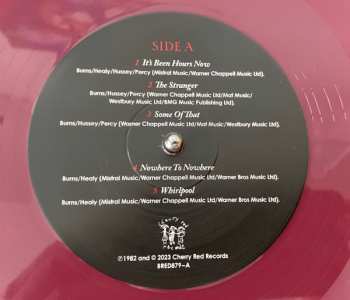 SIDE A
1 It's Been Hours Now
Burns/Healy/Hussey/Percy (Mistral Music/Warner Chappell Music Ltd).
2 The Stranger
Burns/Hussey/Percy (Warner Chappell Music Ltd/Mat Music/
Westbury Music Ltd/BMG Music Publishing Ltd).
3 Some Of That
Burns/Hussey/Percy (Warner Chappell Music Ltd/Mat Music/Westbury Music Ltd).
4 Nowhere To Nowhere
Burns/Healy (Mistral Music/Warner Chappell Music Ltd/Warner Bros Music Ltd).
5 Whirlpool
Burns/Healy (Mistral Music/Warner Chappell Music Ltd/Warner Bros Music Ltd).
cherry red
records
℗1982 and © 2023 Cherry Red Records
BRED879-A